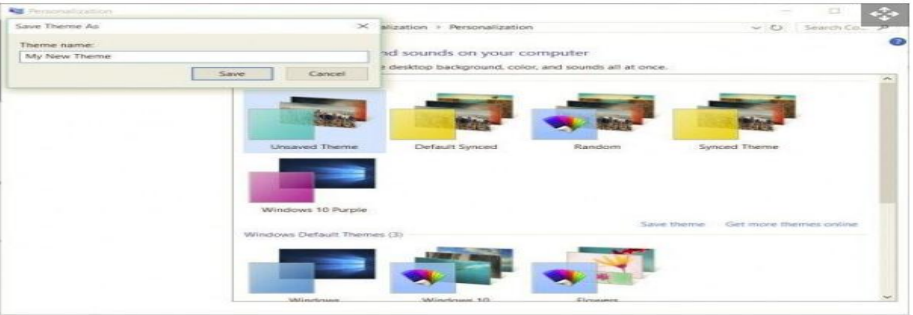 Personalization
Save Theme As
Theme name:
My New Theme
Save Cancel
alization > Personalization
Search Co...
nd sounds on your computer
desktop background, color, and sounds all at once.
Unsaved Theme Default Synced Random Synced Theme
Windows 10 Purple
Save theme Get more themes online
Windows Default Themes (3)
Windows Windows 10 Flowers